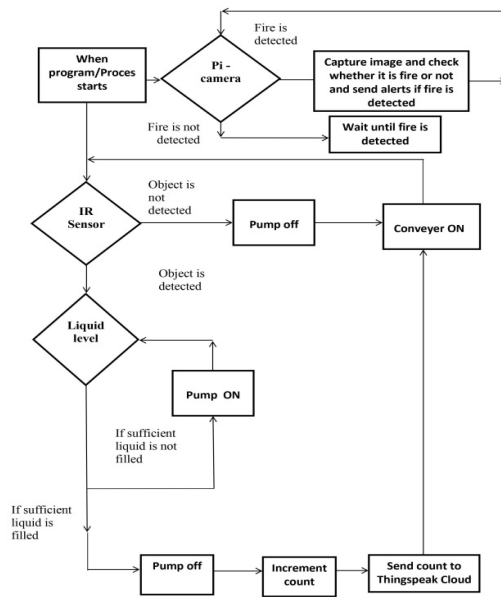 When
program/Proces
starts
Fire is
detected
Pi -
camera
Capture image and check
whether it is fire or not
and send alerts if fire is
detected
Fire is not
detected
Wait until fire is
detected
IR
Sensor
Object is
not
detected
Pump off
Conveyer ON
Object is
detected
Liquid
level
Pump ON
If sufficient
liquid is not
filled
If sufficient
liquid is
filled
Pump off
Increment
count
Send count to
Thingspeak Cloud